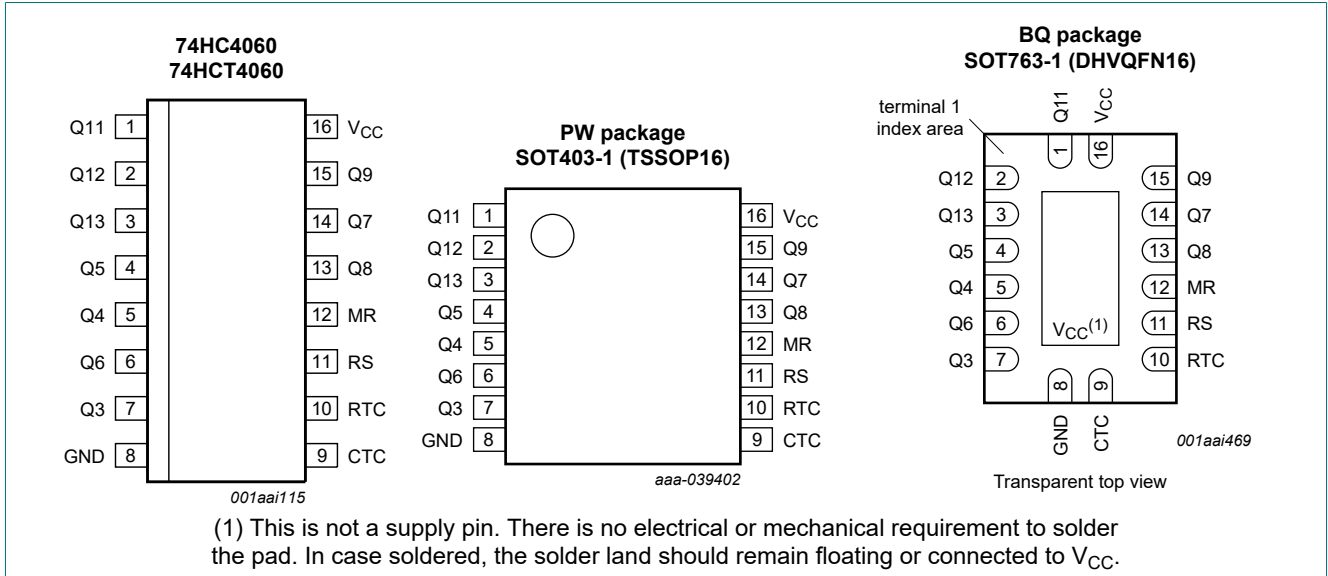 74HC4060
74HCT4060
Q11 1
16 VCC
Q12 2
15 Q9
Q13 3
14 Q7
Q5 4
13 Q8
Q4 5
12 MR
Q6 6
11 RS
Q3 7
10 RTC
GND 8
9 CTC
001aai115
PW package
SOT403-1 (TSSOP16)
Q11 1
16 VCC
Q12 2
15 Q9
Q13 3
14 Q7
Q5 4
13 Q8
Q4 5
12 MR
Q6 6
11 RS
Q3 7
10 RTC
GND 8
9 CTC
aaa-039402
BQ package
SOT763-1 (DHVQFN16)
terminal 1
index area
Q11
VCC
1
16
Q12 2
15 Q9
Q13 3
14 Q7
Q5 4
13 Q8
Q4 5
12 MR
Q6 6
VCC(1)
11 RS
Q3 7
10 RTC
8
9
GND
CTC
001aai469
Transparent top view
(1) This is not a supply pin. There is no electrical or mechanical requirement to solder
the pad. In case soldered, the solder land should remain floating or connected to VCC.